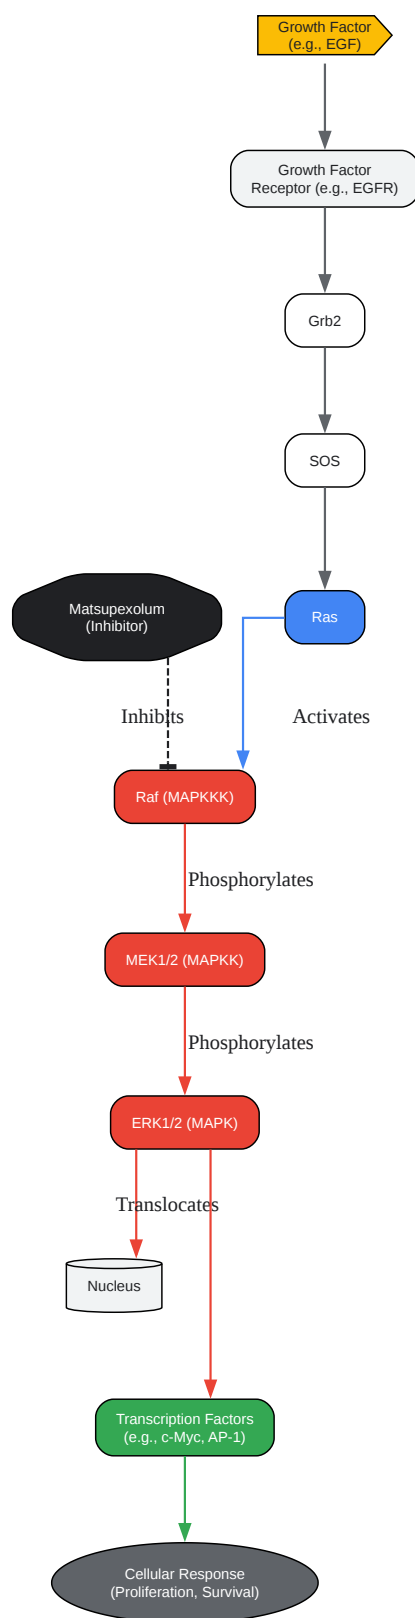 Growth Factor
(e.g., EGF)
Growth Factor
Receptor (e.g., EGFR)
Grb2
SOS
Matsupexolum
(Inhibitor)
Ras
Inhibits
Activates
Raf (MAPKKK)
Phosphorylates
MEK1/2 (MAPKK)
Phosphorylates
ERK1/2 (MAPK)
Translocates
Nucleus
Transcription Factors
(e.g., c-Myc, AP-1)
Cellular Response
(Proliferation, Survival)